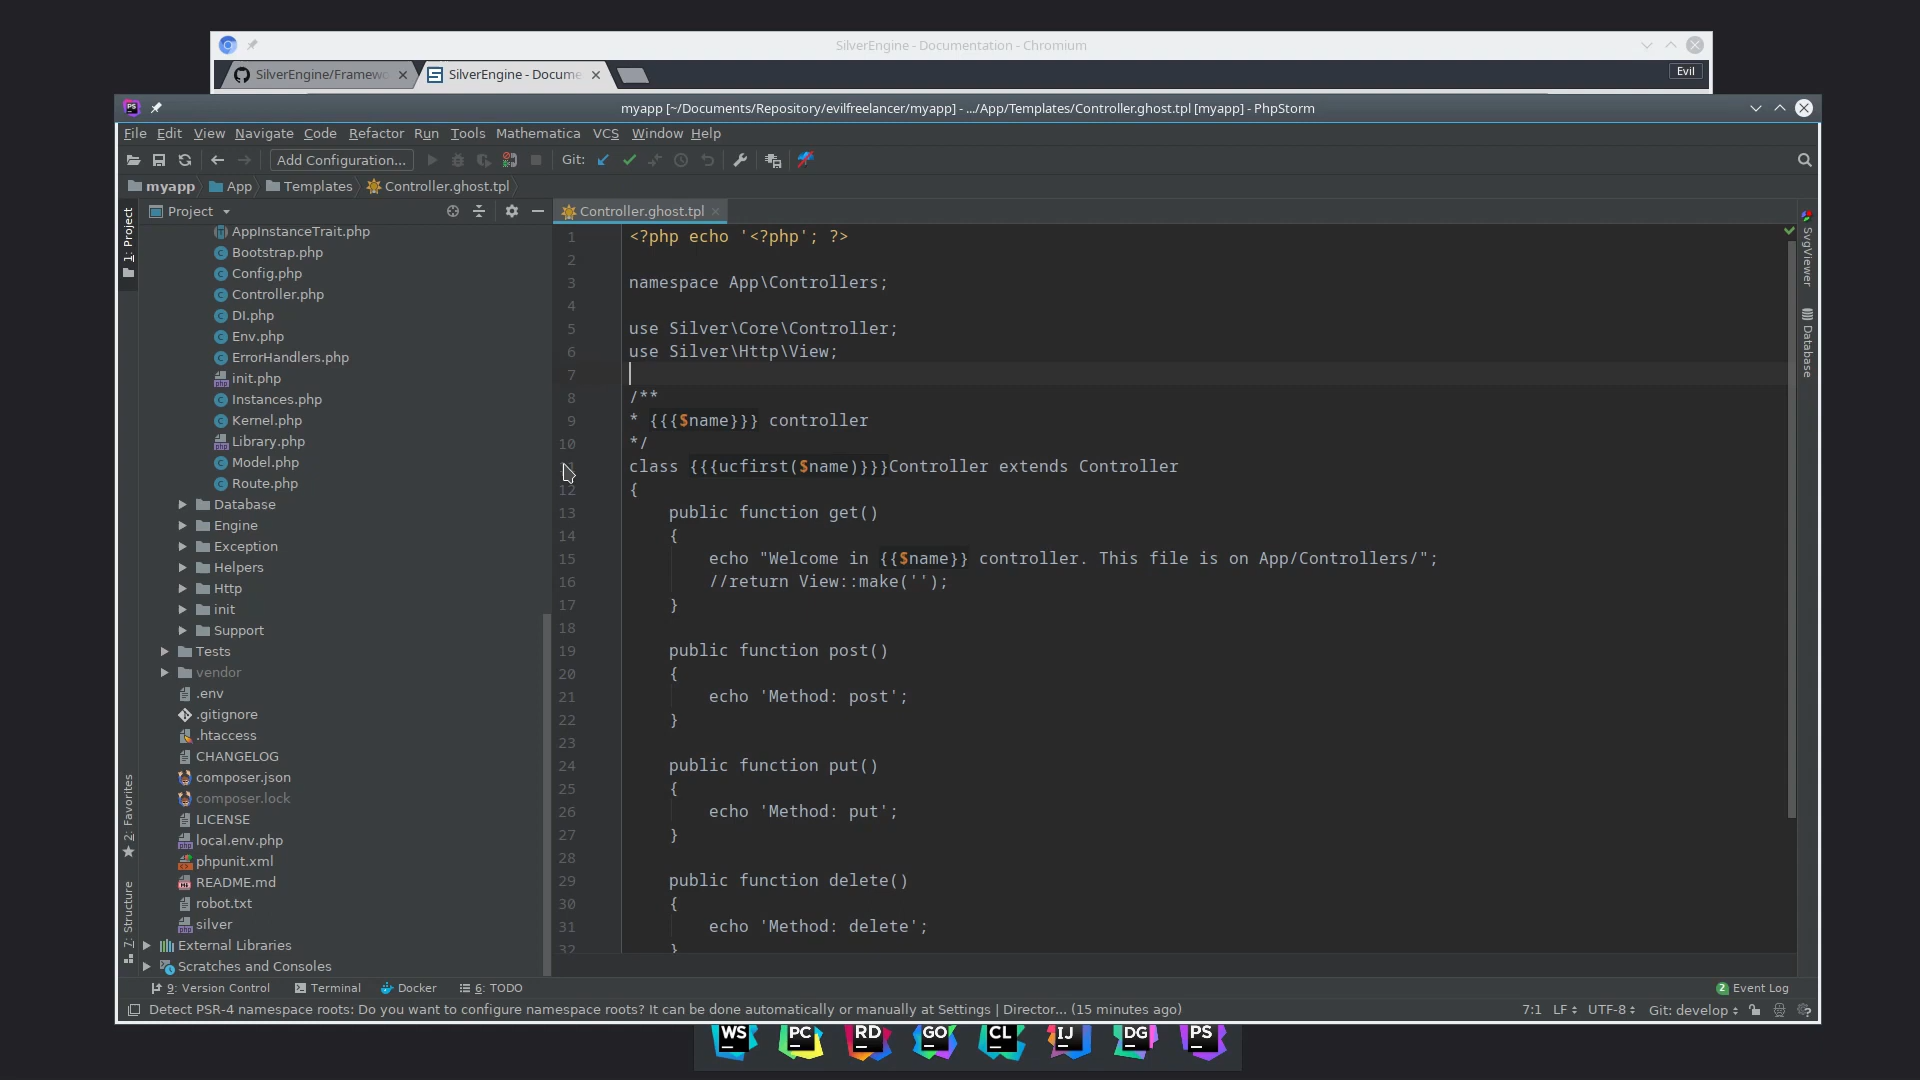 SilverEngine - Documentation - Chromium
SilverEngine/Framewo
SilverEngine - Docume
Evil
myapp [~/Documents/Repository/evilfreelancer/myapp] - .../App/Templates/Controller.ghost.tpl [myapp] - PhpStorm
File Edit View Navigate Code Refactor Run Tools Mathematica VCS Window Help
Add Configuration...
Git:
myapp App Templates Controller.ghost.tpl
1: Project
Project
Controller.ghost.tpl
AppInstanceTrait.php
Bootstrap.php
Config.php
Controller.php
DI.php
Env.php
ErrorHandlers.php
init.php
Instances.php
Kernel.php
Library.php
Model.php
Route.php
Database
Engine
Exception
Helpers
Http
init
Support
Tests
vendor
.env
.gitignore
.htaccess
CHANGELOG
composer.json
composer.lock
LICENSE
local.env.php
phpunit.xml
README.md
robot.txt
silver
External Libraries
Scratches and Consoles
2: Favorites
7: Structure
1 <?php echo '<?php'; ?>
2
3 namespace App\Controllers;
4
5 use Silver\Core\Controller;
6 use Silver\Http\View;
7
8 /**
9 * {{{$name}}} controller
10 */
11 class {{{ucfirst($name)}}}Controller extends Controller
12 {
13 public function get()
14 {
15 echo "Welcome in {{$name}} controller. This file is on App/Controllers/";
16 //return View::make('');
17 }
18
19 public function post()
20 {
21 echo 'Method: post';
22 }
23
24 public function put()
25 {
26 echo 'Method: put';
27 }
28
29 public function delete()
30 {
31 echo 'Method: delete';
32 }
SvgViewer
Database
9: Version Control Terminal Docker 6: TODO
2 Event Log
Detect PSR-4 namespace roots: Do you want to configure namespace roots? It can be done automatically or manually at Settings | Director... (15 minutes ago)
7:1 LF UTF-8 Git: develop
WS PC RD GO CL IJ DG PS